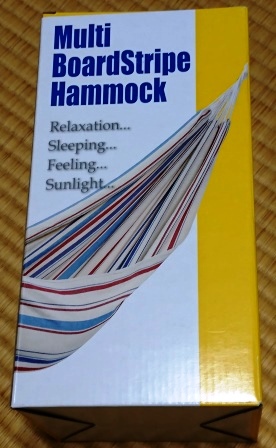 Multi
BoardStripe
Hammock
Relaxation...
Sleeping...
Feeling...
Sunlight...